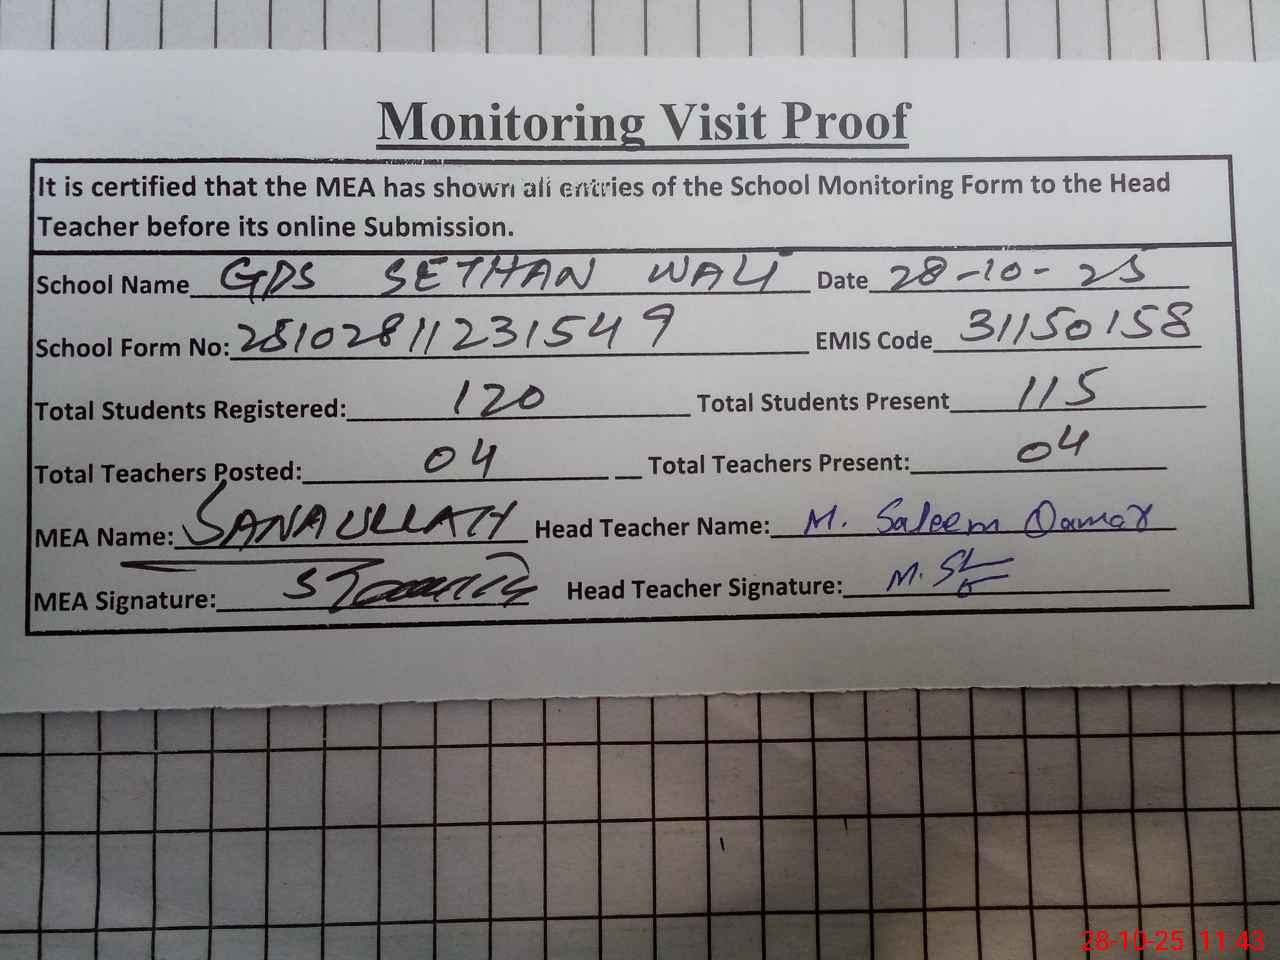 Monitoring Visit Proof
It is certified that the MEA has shown all entries of the School Monitoring Form to the Head
Teacher before its online Submission.
School Name GPS SETHAN WALI Date 28-10-25
School Form No: 28102811231549 EMIS Code 31150158
Total Students Registered: 120 Total Students Present 115
Total Teachers Posted: 04 Total Teachers Present: 04
MEA Name: SANAULLAH Head Teacher Name: M. Saleem Qamar
MEA Signature: Head Teacher Signature: M.
28-10-25 11:43